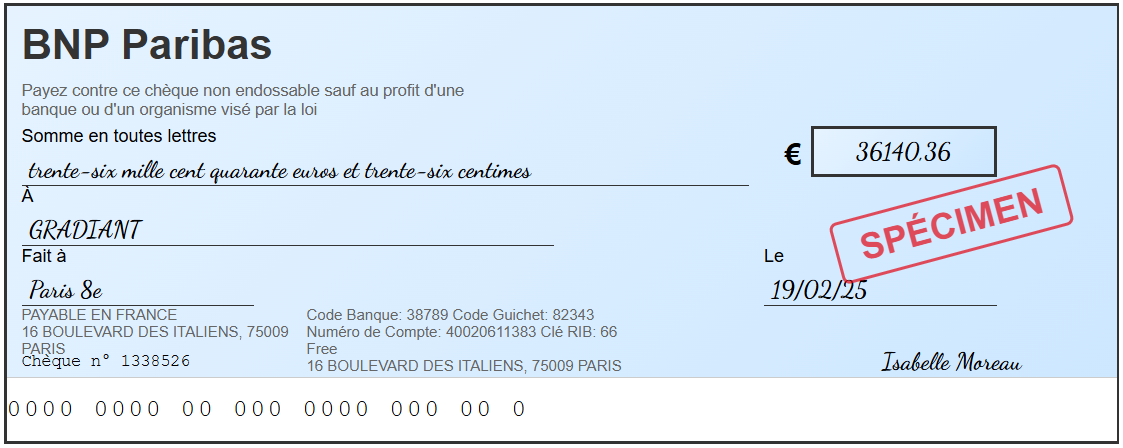 BNP Paribas
Payez contre ce chèque non endossable sauf au profit d'une
banque ou d'un organisme visé par la loi
Somme en toutes lettres
trente-six mille cent quarante euros et trente-six centimes
€ 36140.36
À
GRADIANT
SPÉCIMEN
Fait à
Paris 8e
Le
19/02/25
PAYABLE EN FRANCE
16 BOULEVARD DES ITALIENS, 75009
PARIS
Chèque n° 1338526
Code Banque: 38789 Code Guichet: 82343
Numéro de Compte: 40020611383 Clé RIB: 66
Free
16 BOULEVARD DES ITALIENS, 75009 PARIS
Isabelle Moreau
0000 0000 00 000 0000 000 00 0